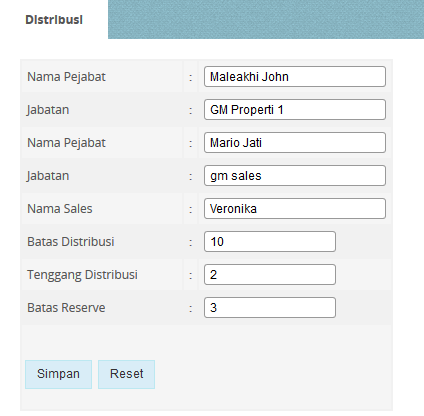 Distribusi
Nama Pejabat : Maleakhi John
Jabatan : GM Properti 1
Nama Pejabat : Mario Jati
Jabatan : gm sales
Nama Sales : Veronika
Batas Distribusi : 10
Tenggang Distribusi : 2
Batas Reserve : 3
Simpan Reset